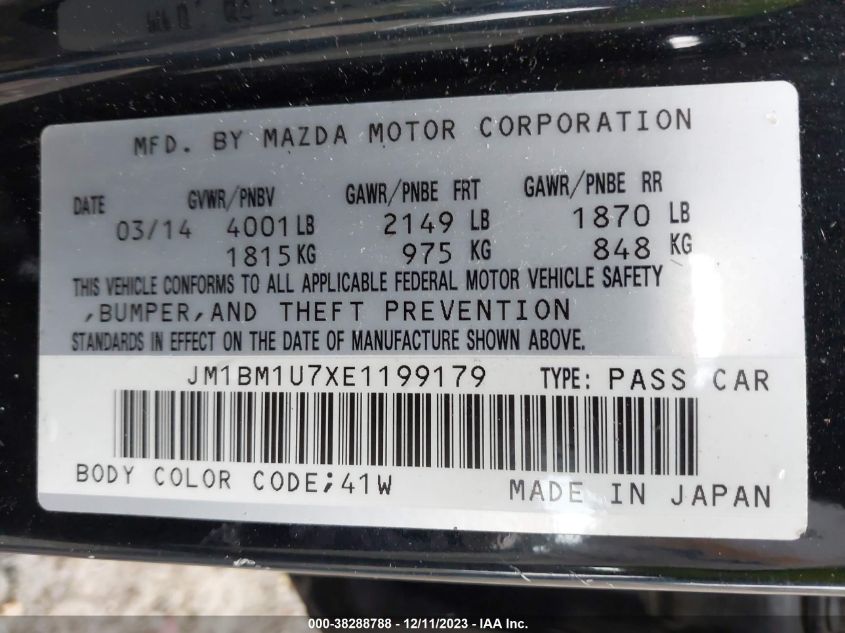 MFD. BY MAZDA MOTOR CORPORATION
DATE GVWR/PNBV GAWR/PNBE FRT GAWR/PNBE RR
03/14 4001 LB 2149 LB 1870 LB
1815 KG 975 KG 848 KG
THIS VEHICLE CONFORMS TO ALL APPLICABLE FEDERAL MOTOR VEHICLE SAFETY
,BUMPER,AND THEFT PREVENTION
STANDARDS IN EFFECT ON THE DATE OF MANUFACTURE SHOWN ABOVE.
JM1BM1U7XE1199179 TYPE: PASS CAR
BODY COLOR CODE;41W MADE IN JAPAN
000-38288788 - 12/11/2023 - IAA Inc.